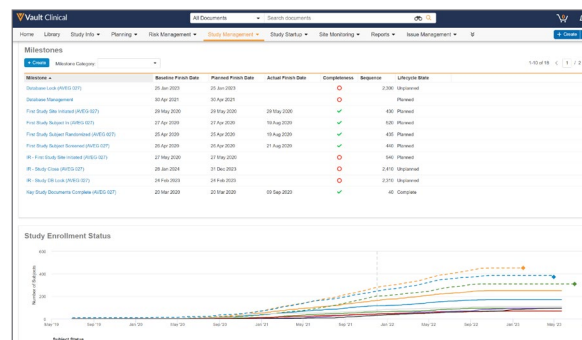 Vault Clinical All Documents Search documents
Home Library Study Info Planning Risk Management Study Management Study Startup Site Monitoring Reports Issue Management + Create
Milestones
+ Create Milestone Category: 1-10 of 19 1 / 2
Milestone Baseline Finish Date Planned Finish Date Actual Finish Date Completeness Sequence Lifecycle State
Database Lock (AVEG 027) 25 Jan 2023 25 Jan 2023 2,300 Unplanned
Database Management 30 Apr 2021 30 Apr 2021 Planned
First Study Site Initiated (AVEG-027) 29 May 2020 29 May 2020 29 May 2020 430 Planned
First Study Subject In (AVEG 027) 27 Apr 2020 27 Apr 2020 19 Aug 2020 Planned
First Study Subject Randomized (AVEG 027) 25 Apr 2020 25 Apr 2020 19 Aug 2020 Planned
First Study Subject Screened (AVEG 027) 26 Apr 2020 26 Apr 2020 21 Aug 2020 Planned
IR - First Study Site Initiated (AVEG 027) 27 May 2020 27 May 2020 Planned
IR - Study Close (AVEG 027) 26 Jan 2024 31 Dec 2023 2,410 Unplanned
IR - Study DB Lock (AVEG 027) 24 Feb 2023 24 Feb 2023 2,310 Unplanned
Key Study Documents Complete (AVEG 027) 20 Mar 2020 20 Mar 2020 09 Sep 2020 40 Complete
Study Enrollment Status
Number of Subjects
600
400
200
0
May '19 Sep '19 Jan '20 May '20 Sep '20 Jan '21 May '21 Sep '21 Jan '22 May '22 Sep '22 Jan '23 May '23
Subject Status